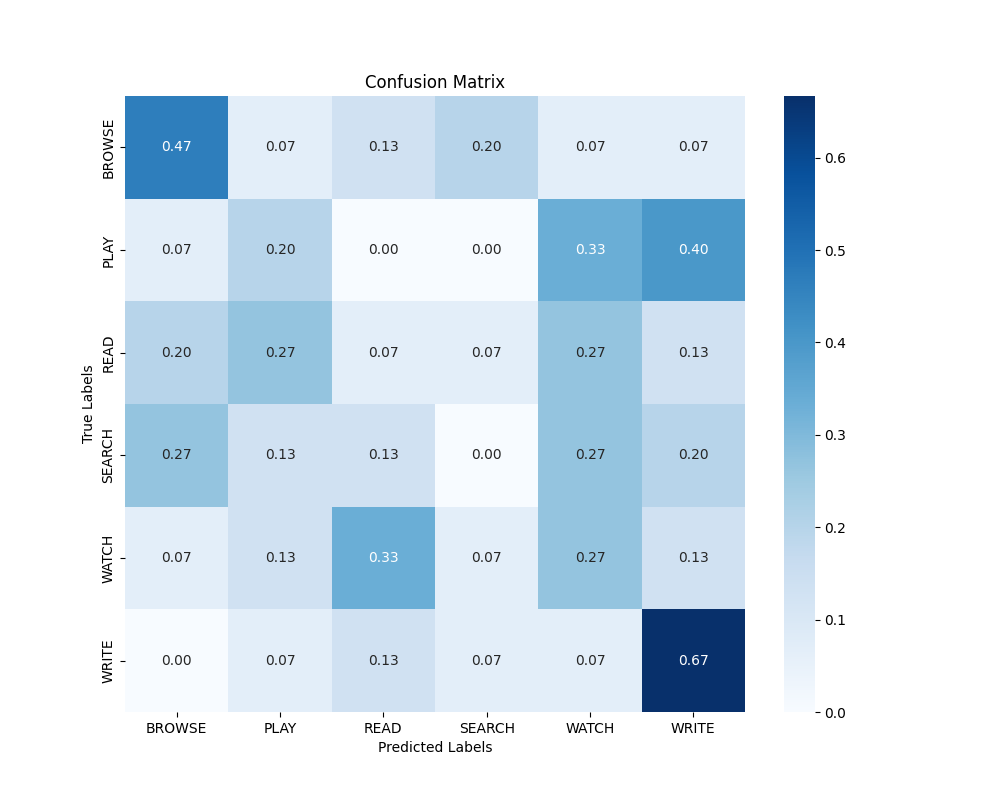 Confusion Matrix
BROWSE 0.47 0.07 0.13 0.20 0.07 0.07
PLAY 0.07 0.20 0.00 0.00 0.33 0.40
READ 0.20 0.27 0.07 0.07 0.27 0.13
SEARCH 0.27 0.13 0.13 0.00 0.27 0.20
WATCH 0.07 0.13 0.33 0.07 0.27 0.13
WRITE 0.00 0.07 0.13 0.07 0.07 0.67
True Labels
BROWSE PLAY READ SEARCH WATCH WRITE
Predicted Labels
0.6
0.5
0.4
0.3
0.2
0.1
0.0